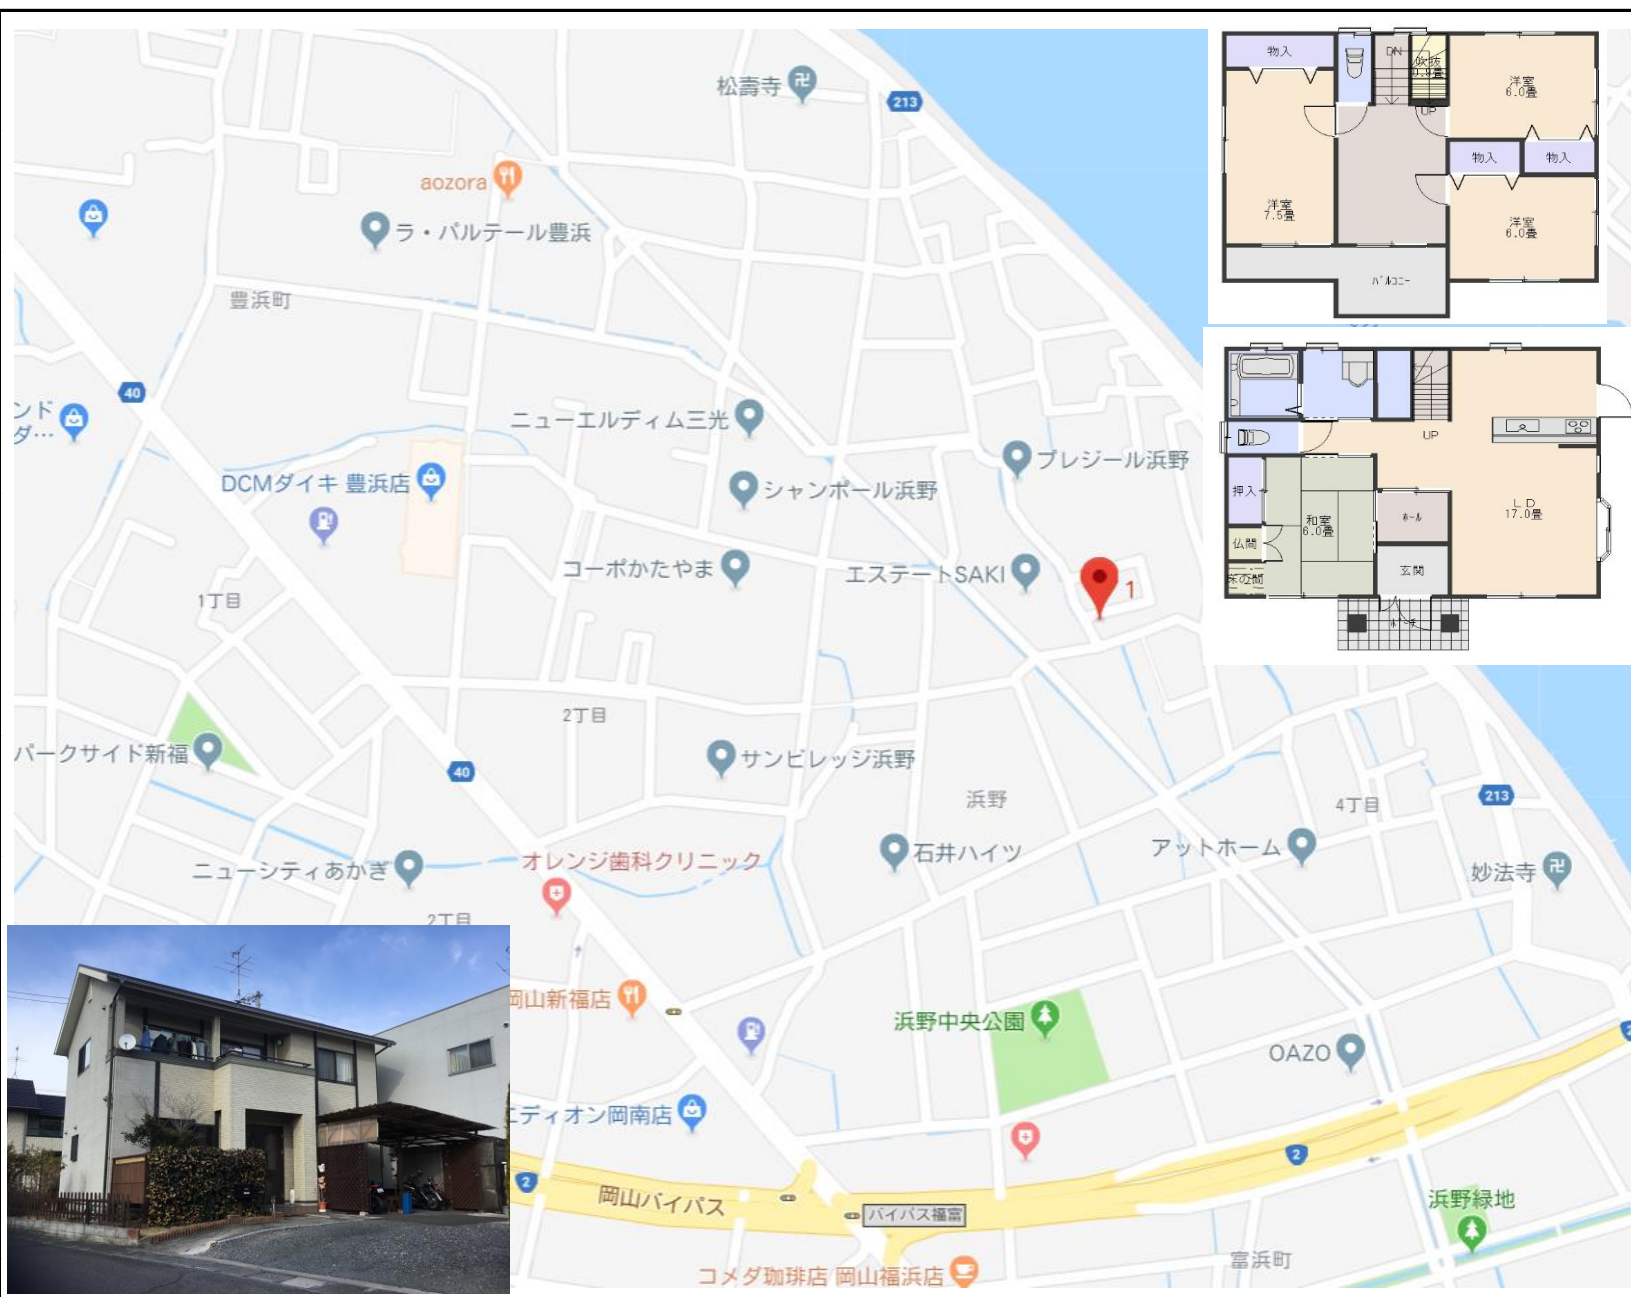 松壽寺
213
aozora
ラ・パルテール豊浜
豊浜町
40
ンド
ダ…
ニューエルディム三光
プレジール浜野
DCMダイキ 豊浜店
シャンポール浜野
コーポかたやま
エステートSAKI
1
1丁目
2丁目
パークサイド新福
サンビレッジ浜野
40
浜野
4丁目
213
石井ハイツ
アットホーム
妙法寺
ニューシティあかぎ
オレンジ歯科クリニック
2丁目
岡山新福店
浜野中央公園
OAZO
エディオン岡南店
2
2
2
岡山バイパス
バイパス福富
浜野緑地
富浜町
コメダ珈琲店 岡山福浜店
物入
DN
吹抜
UP
洋室
6.0畳
物入
物入
洋室
7.5畳
洋室
6.0畳
バルコニー
UP
押入
和室
6.0畳
ホール
LD
17.0畳
仏間
床の間
玄関
ポーチ